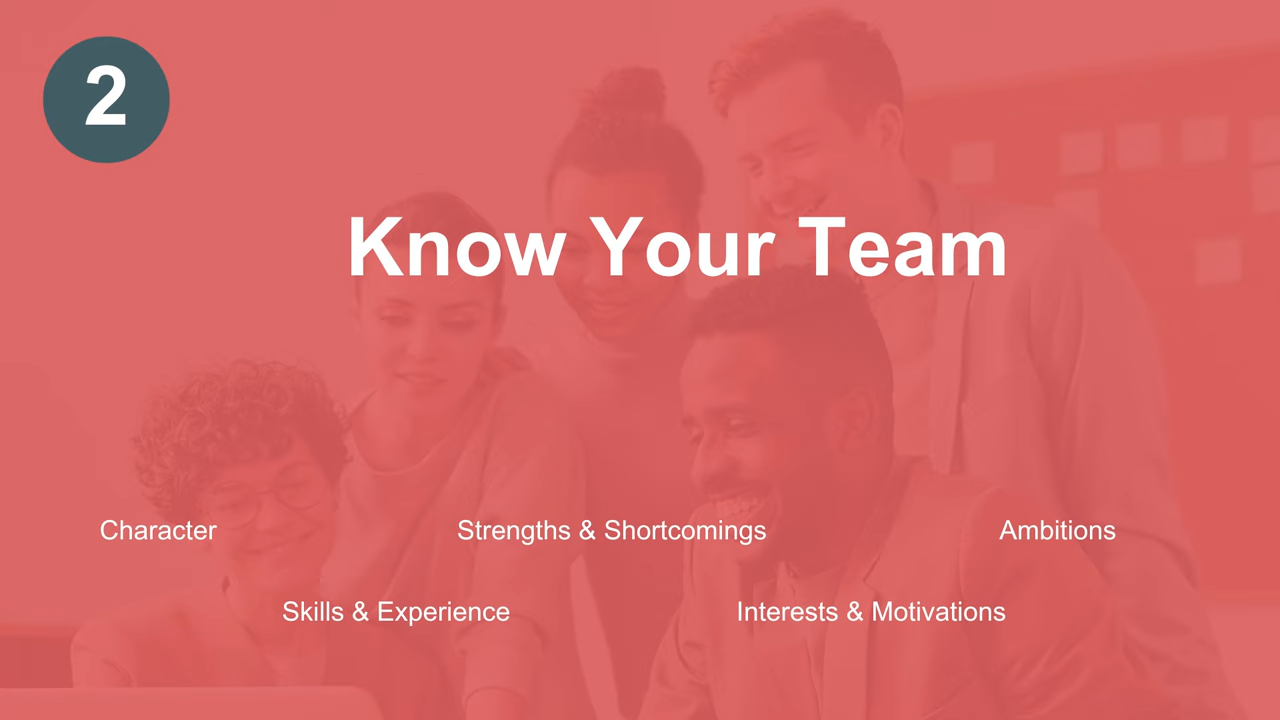 2
Know Your Team
Character
Strengths & Shortcomings
Ambitions
Skills & Experience
Interests & Motivations